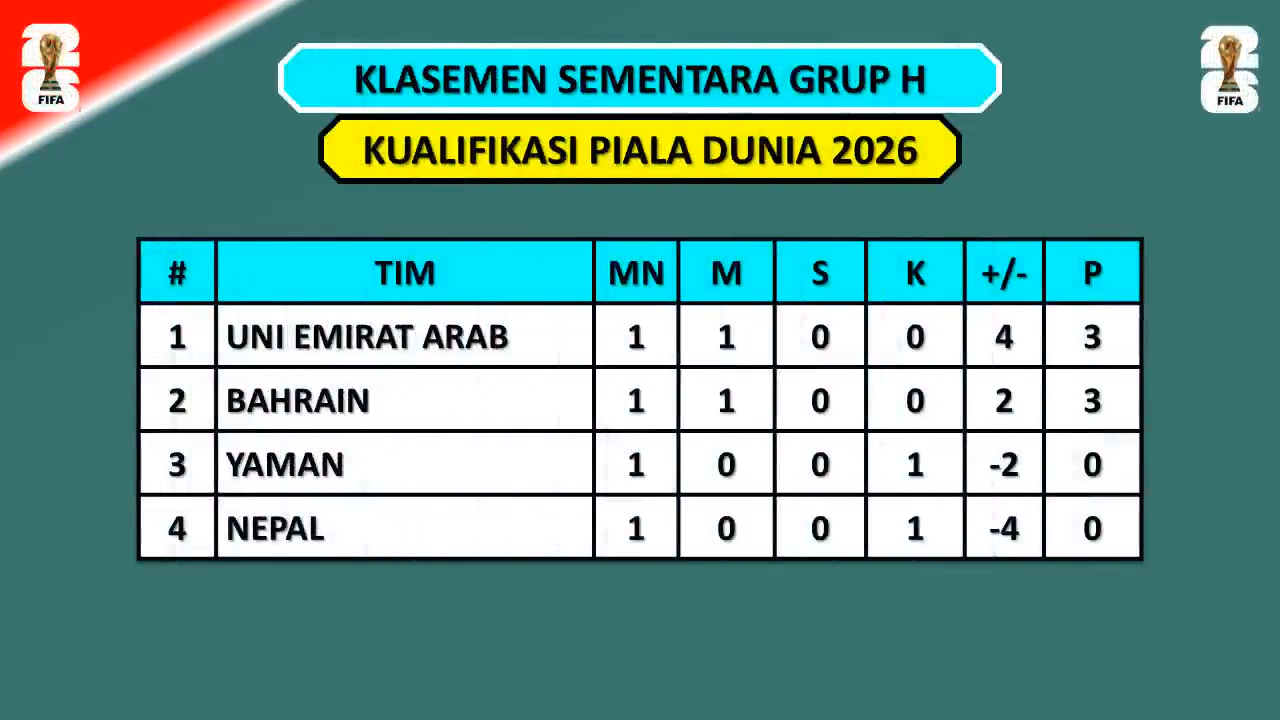 FIFA
FIFA
KLASEMEN SEMENTARA GRUP H
KUALIFIKASI PIALA DUNIA 2026
# TIM MN M S K +/- P
1 UNI EMIRAT ARAB 1 1 0 0 4 3
2 BAHRAIN 1 1 0 0 2 3
3 YAMAN 1 0 0 1 -2 0
4 NEPAL 1 0 0 1 -4 0